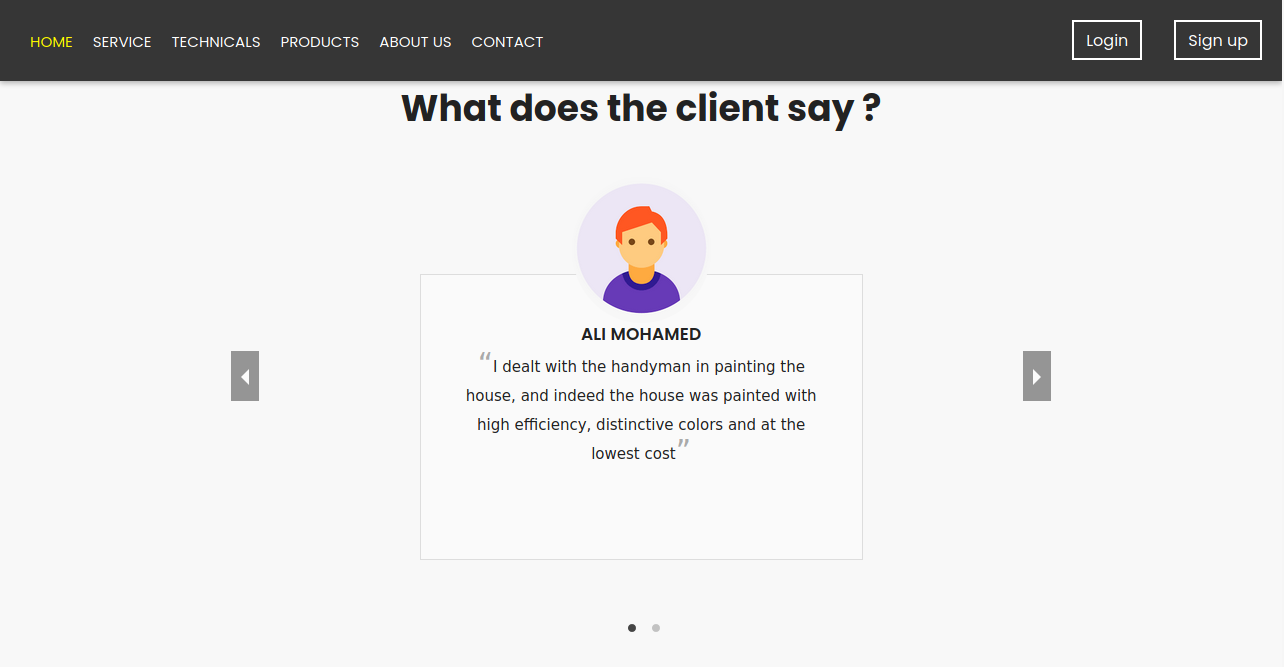 HOME SERVICE TECHNICALS PRODUCTS ABOUT US CONTACT Login Sign up
What does the client say ?
ALI MOHAMED
“I dealt with the handyman in painting the
house, and indeed the house was painted with
high efficiency, distinctive colors and at the
lowest cost”